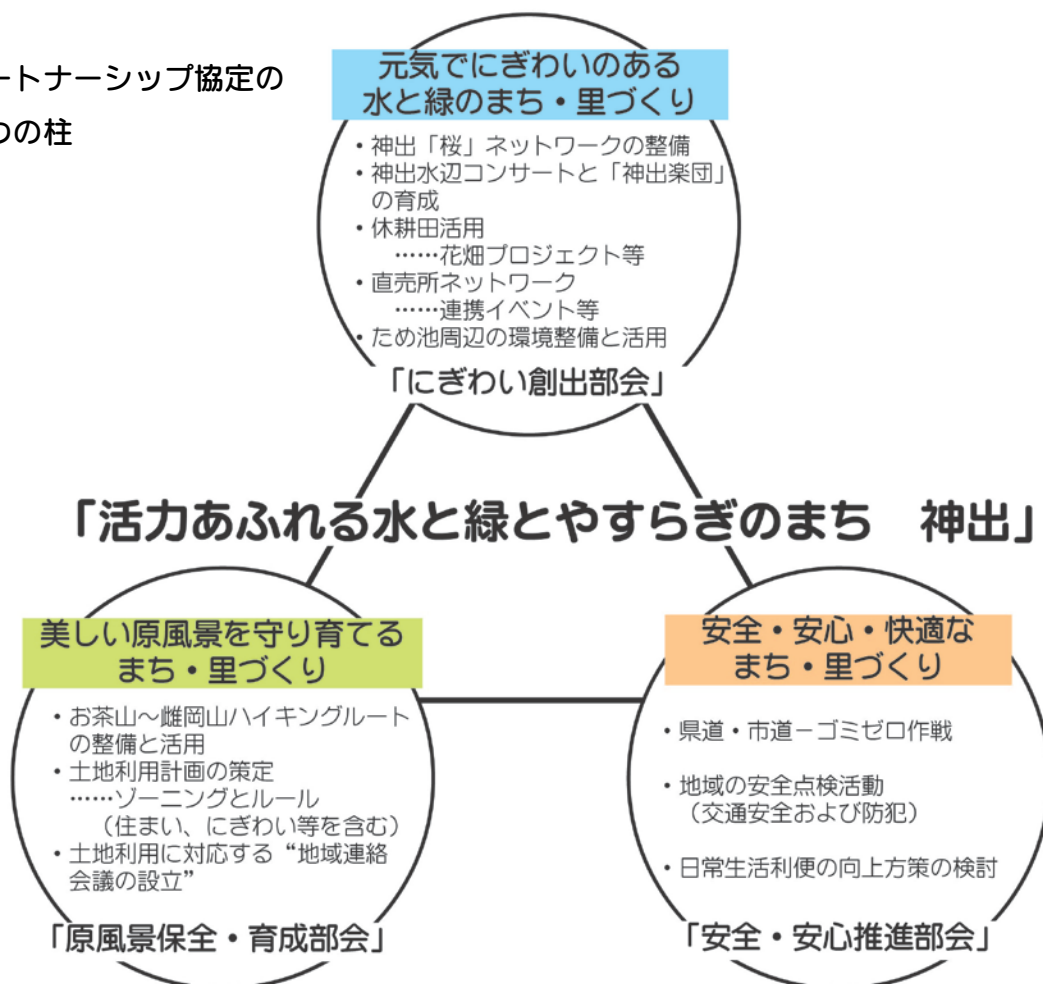 ートナーシップ協定の
つの柱
元気でにぎわいのある
水と緑のまち・里づくり
・神出「桜」ネットワークの整備
・神出水辺コンサートと「神出楽団」
の育成
・休耕田活用
……花畑プロジェクト等
・直売所ネットワーク
……連携イベント等
・ため池周辺の環境整備と活用
「にぎわい創出部会」
「活力あふれる水と緑とやすらぎのまち　神出」
美しい原風景を守り育てる
まち・里づくり
・お茶山～雌岡山ハイキングルート
の整備と活用
・土地利用計画の策定
……ゾーニングとルール
（住まい、にぎわい等を含む）
・土地利用に対応する“地域連絡
会議の設立”
「原風景保全・育成部会」
安全・安心・快適な
まち・里づくり
・県道・市道－ゴミゼロ作戦
・地域の安全点検活動
（交通安全および防犯）
・日常生活利便の向上方策の検討
「安全・安心推進部会」